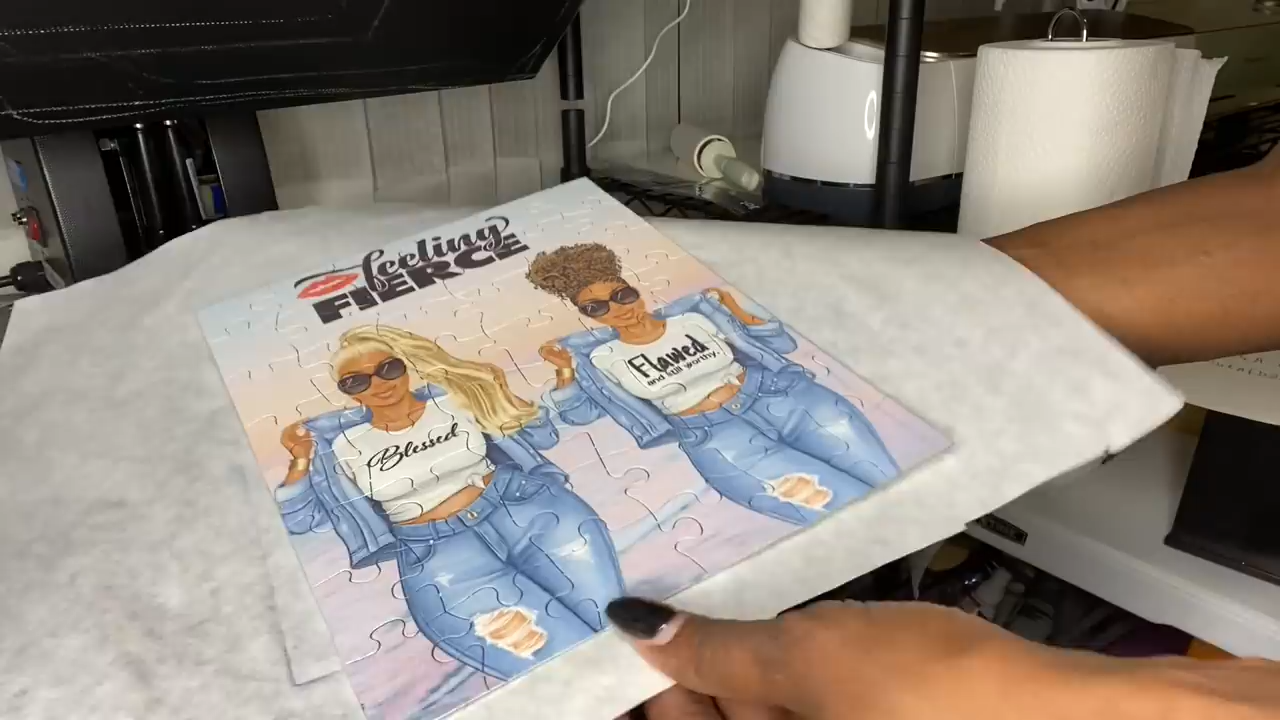 feeling
FIERCE
Flawed
and still worthy.
Blessed